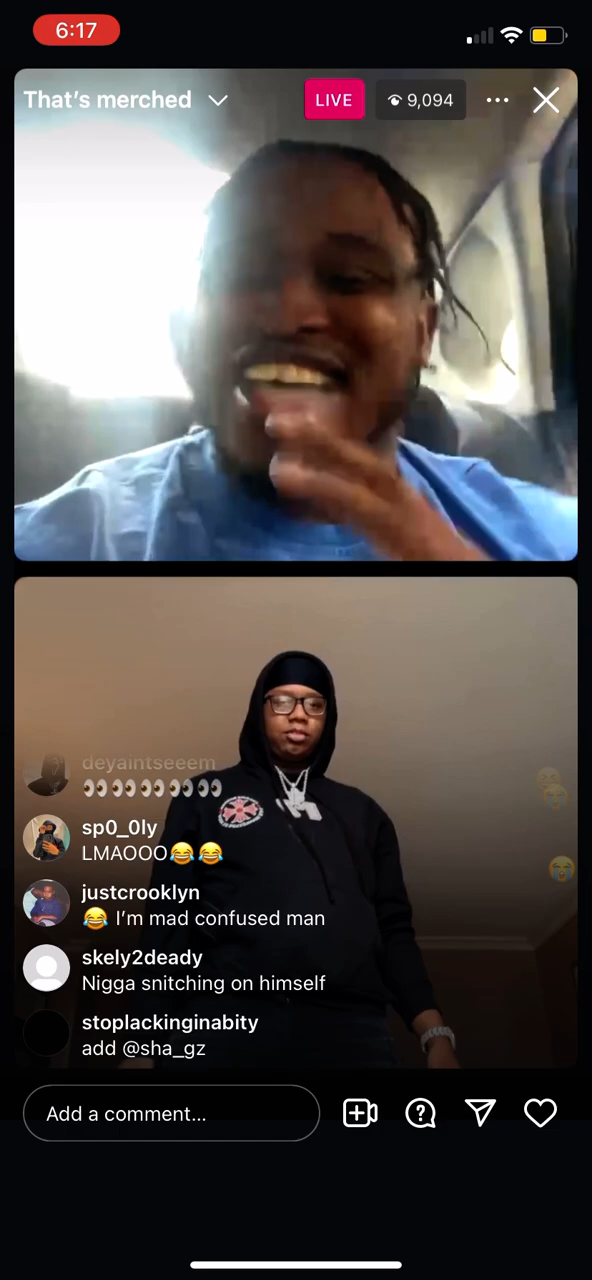 6:17
That’s merched
LIVE
9,094
deyaintseeem
👀👀👀👀👀
sp0_0ly
LMAOOO😂😂
justcrooklyn
😂 I’m mad confused man
skely2deady
Nigga snitching on himself
stoplackinginabity
add @sha_gz
Add a comment...